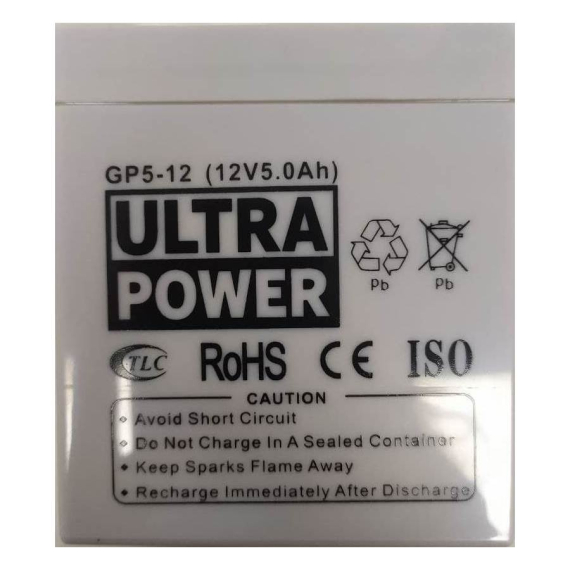 GP5-12 (12V5.0Ah)
ULTRA
POWER
Pb Pb
TLC RoHS CE ISO
CAUTION
Avoid Short Circuit
Do Not Charge In A Sealed Container
Keep Sparks Flame Away
Recharge Immediately After Discharge